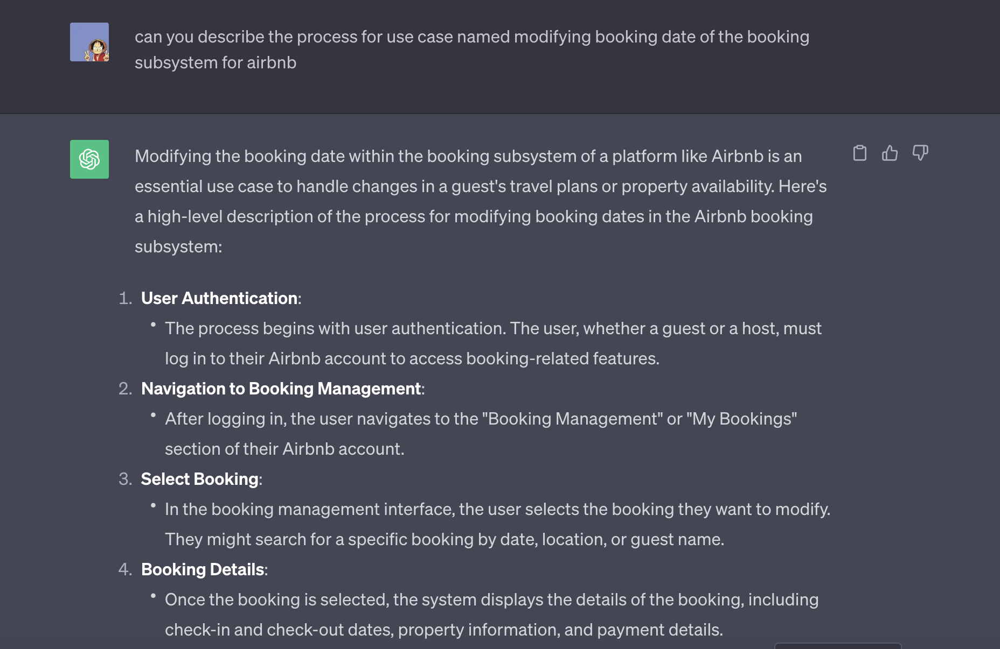 can you describe the process for use case named modifying booking date of the booking
subsystem for airbnb
Modifying the booking date within the booking subsystem of a platform like Airbnb is an
essential use case to handle changes in a guest's travel plans or property availability. Here's
a high-level description of the process for modifying booking dates in the Airbnb booking
subsystem:
1. User Authentication:
• The process begins with user authentication. The user, whether a guest or a host, must
log in to their Airbnb account to access booking-related features.
2. Navigation to Booking Management:
• After logging in, the user navigates to the "Booking Management" or "My Bookings"
section of their Airbnb account.
3. Select Booking:
• In the booking management interface, the user selects the booking they want to modify.
They might search for a specific booking by date, location, or guest name.
4. Booking Details:
• Once the booking is selected, the system displays the details of the booking, including
check-in and check-out dates, property information, and payment details.